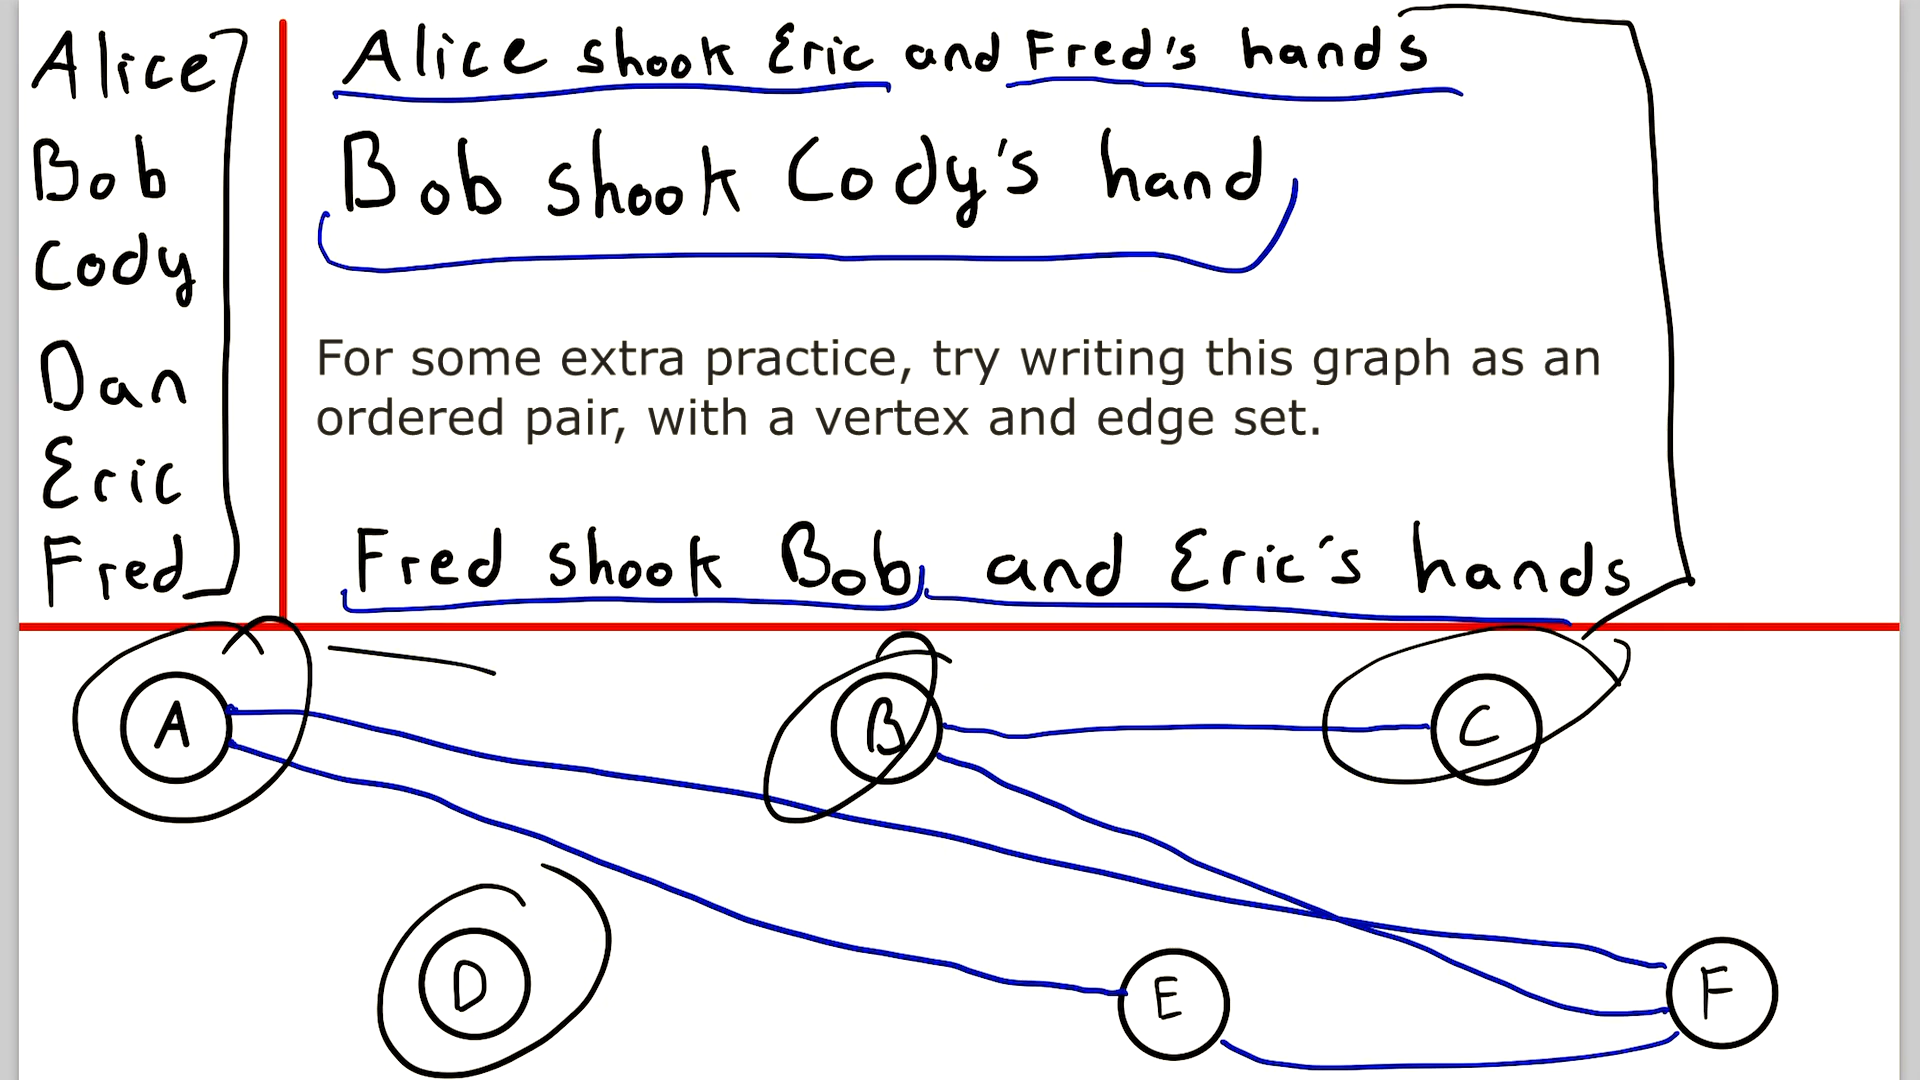 Alice
Bob
Cody
Dan
Eric
Fred
Alice shook Eric and Fred's hands
Bob shook Cody's hand
For some extra practice, try writing this graph as an
ordered pair, with a vertex and edge set.
Fred shook Bob and Eric's hands
A
B
C
D
E
F